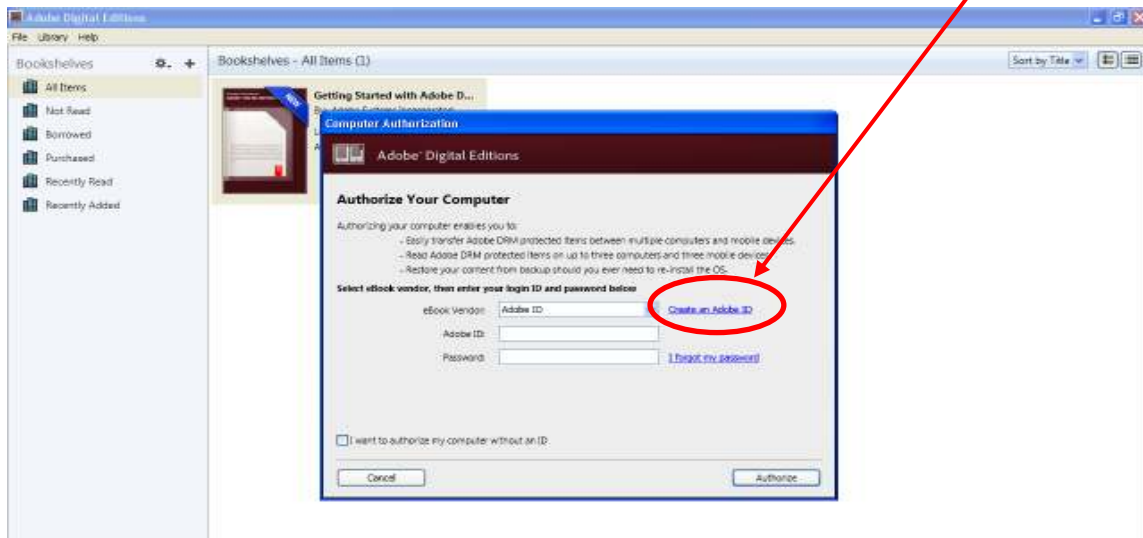 Adobe Digital Editions
File Library Help
Bookshelves
Bookshelves - All Items (1)
Sort by Title
All Items
Not Read
Borrowed
Purchased
Recently Read
Recently Added
NEW
Getting Started with Adobe D...
Computer Authorization
Adobe® Digital Editions
Authorize Your Computer
Authorizing your computer enables you to:
- Easily transfer Adobe DRM protected items between multiple computers and mobile devices.
- Read Adobe DRM protected items on up to three computers and three mobile devices.
- Restore your content from backup should you ever need to re-install the OS.
Select eBook vendor, then enter your login ID and password below
eBook Vendor: Adobe ID Create an Adobe ID
Adobe ID:
Password: I forgot my password
I want to authorize my computer without an ID
Cancel Authorize